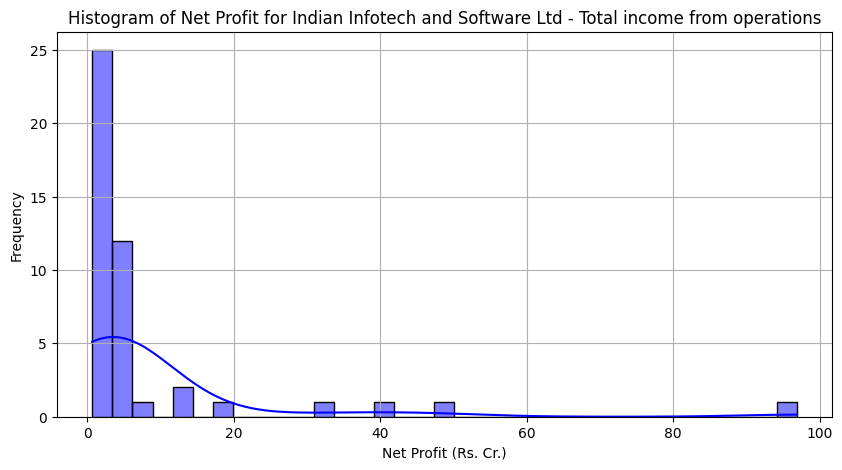 Histogram of Net Profit for Indian Infotech and Software Ltd - Total income from operations
25
20
15
10
5
0
Frequency
0 20 40 60 80 100
Net Profit (Rs. Cr.)